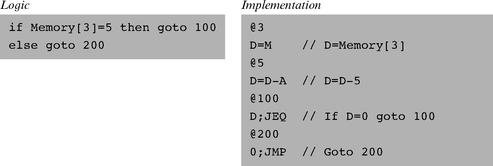 Logic
if Memory[3]=5 then goto 100
else goto 200
Implementation
@3
D=M // D=Memory[3]
@5
D=D-A // D=D-5
@100
D;JEQ // If D=0 goto 100
@200
0;JMP // Goto 200